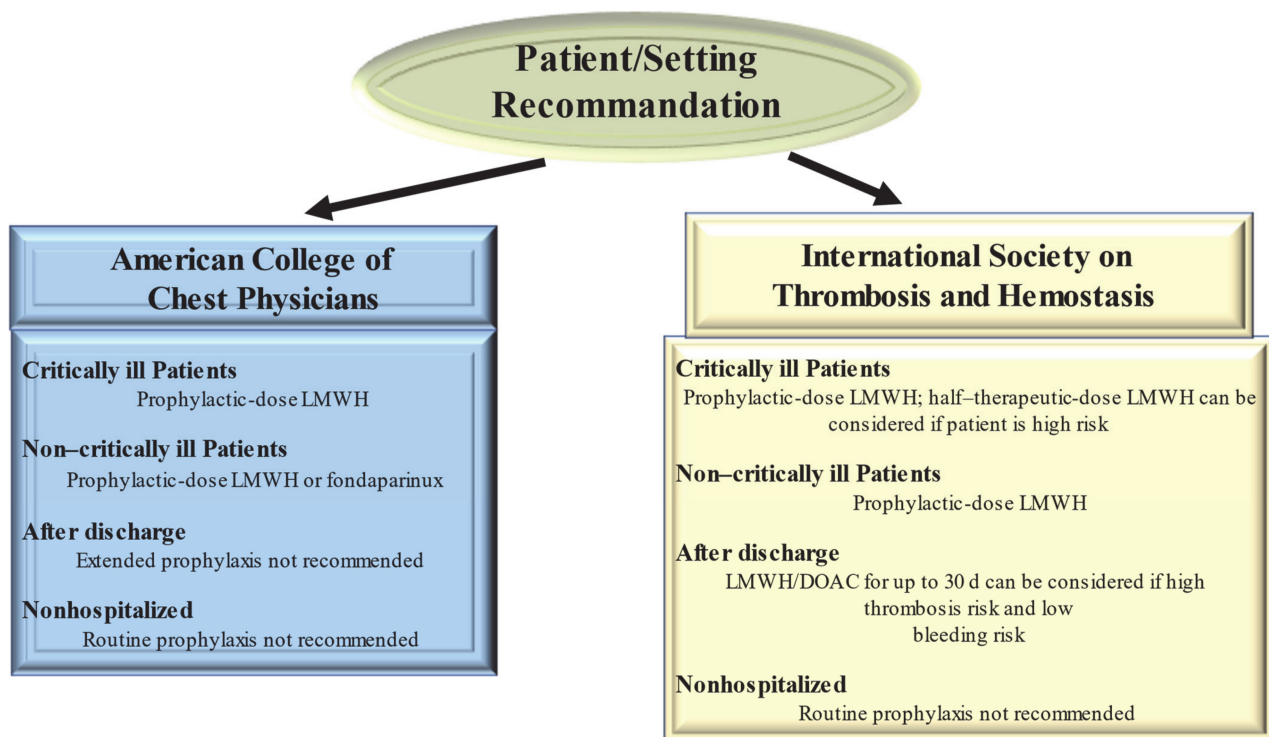 Patient/Setting
Recommandation
American College of
Chest Physicians
Critically ill Patients
Prophylactic-dose LMWH
Non–critically ill Patients
Prophylactic-dose LMWH or fondaparinux
After discharge
Extended prophylaxis not recommended
Nonhospitalized
Routine prophylaxis not recommended
International Society on
Thrombosis and Hemostasis
Critically ill Patients
Prophylactic-dose LMWH; half–therapeutic-dose LMWH can be
considered if patient is high risk
Non–critically ill Patients
Prophylactic-dose LMWH
After discharge
LMWH/DOAC for up to 30 d can be considered if high
thrombosis risk and low
bleeding risk
Nonhospitalized
Routine prophylaxis not recommended